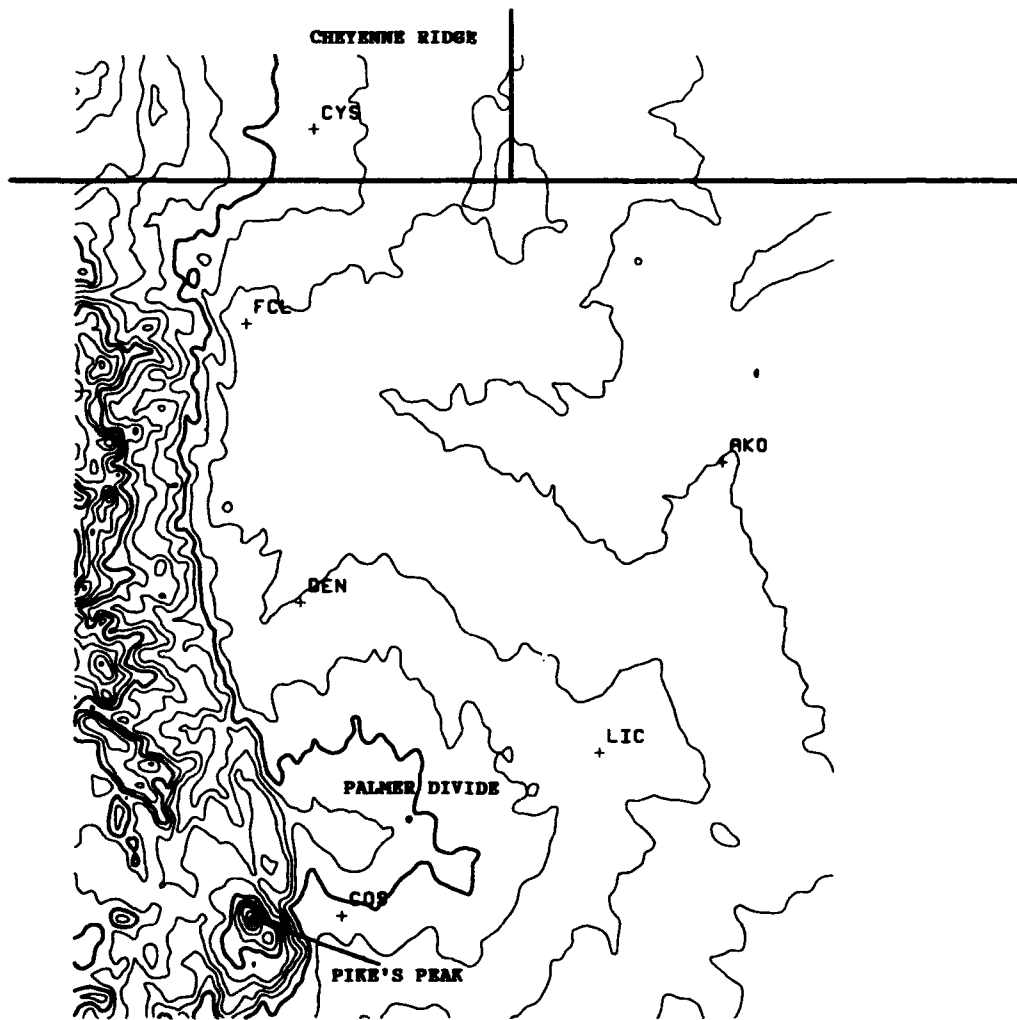 CHEYENNE RIDGE
CYS
FCL
AKO
DEN
LIC
PALMER DIVIDE
COS
PIKE'S PEAK